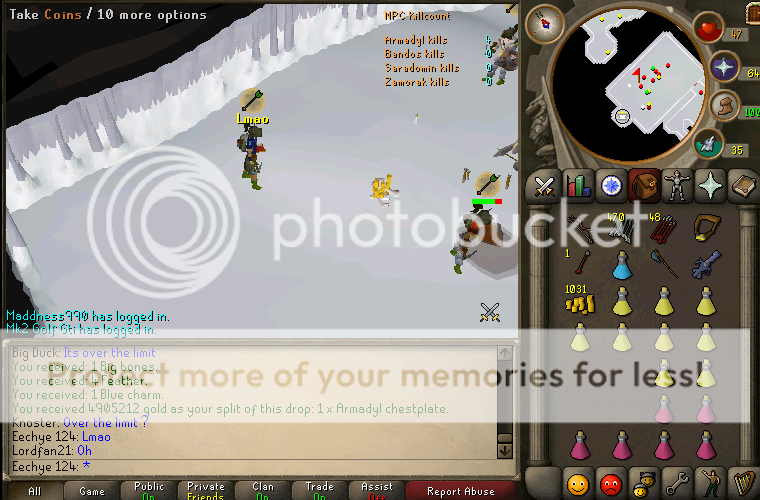 Take Coins / 10 more options
NPC killcount
Armadyl kills 4
Bandos kills 0
Saradomin kills 0
Zamorak kills 0
47
64
100
35
Lmao
photobucket
470
48
1
1031
Maddness990 has logged in.
Mk2 Golf Gti has logged in.
Big Duck: Its over the limit
You received: 1 Big bones.
You received: 4 Feather.
You received: 1 Blue charm.
You received 4905212 gold as your split of this drop: 1 x Armadyl chestplate.
Protect more of your memories for less!
Knoster: Over the limit ?
Eechye 124: Lmao
Lordfan21: Oh
Eechye 124: *
All
Game
Public
On
Private
Friends
Clan
On
Trade
On
Assist
Report Abuse